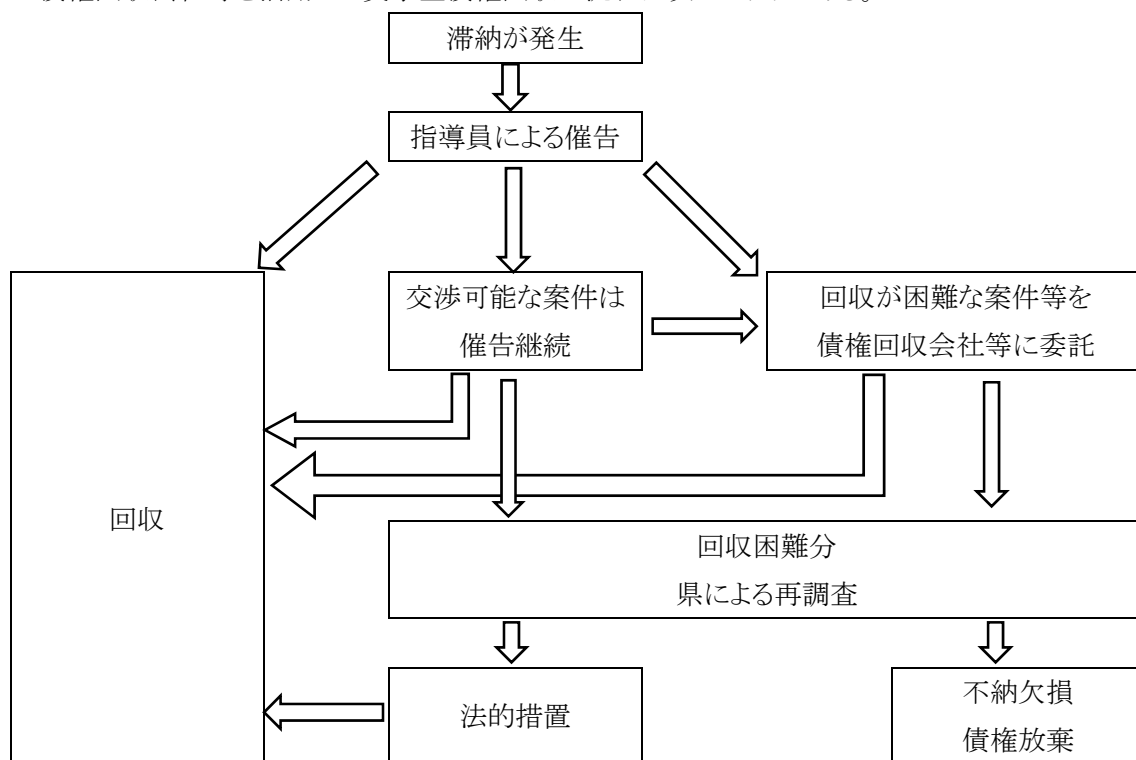 滞納が発生
指導員による催告
交渉可能な案件は
催告継続
回収が困難な案件等を
債権回収会社等に委託
回収
回収困難分
県による再調査
法的措置
不納欠損
債権放棄